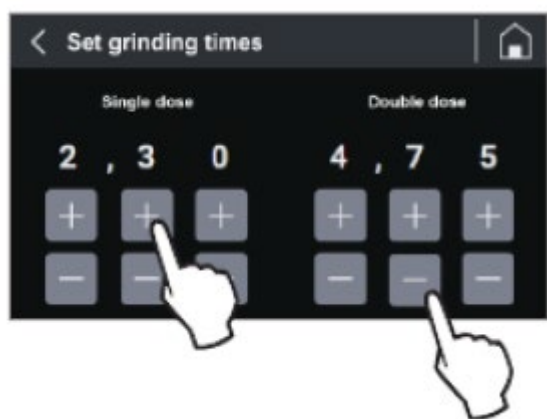 Set grinding times
Single dose Double dose
2 , 3 0 4 , 7 5
+ + + + + +
− − − − −